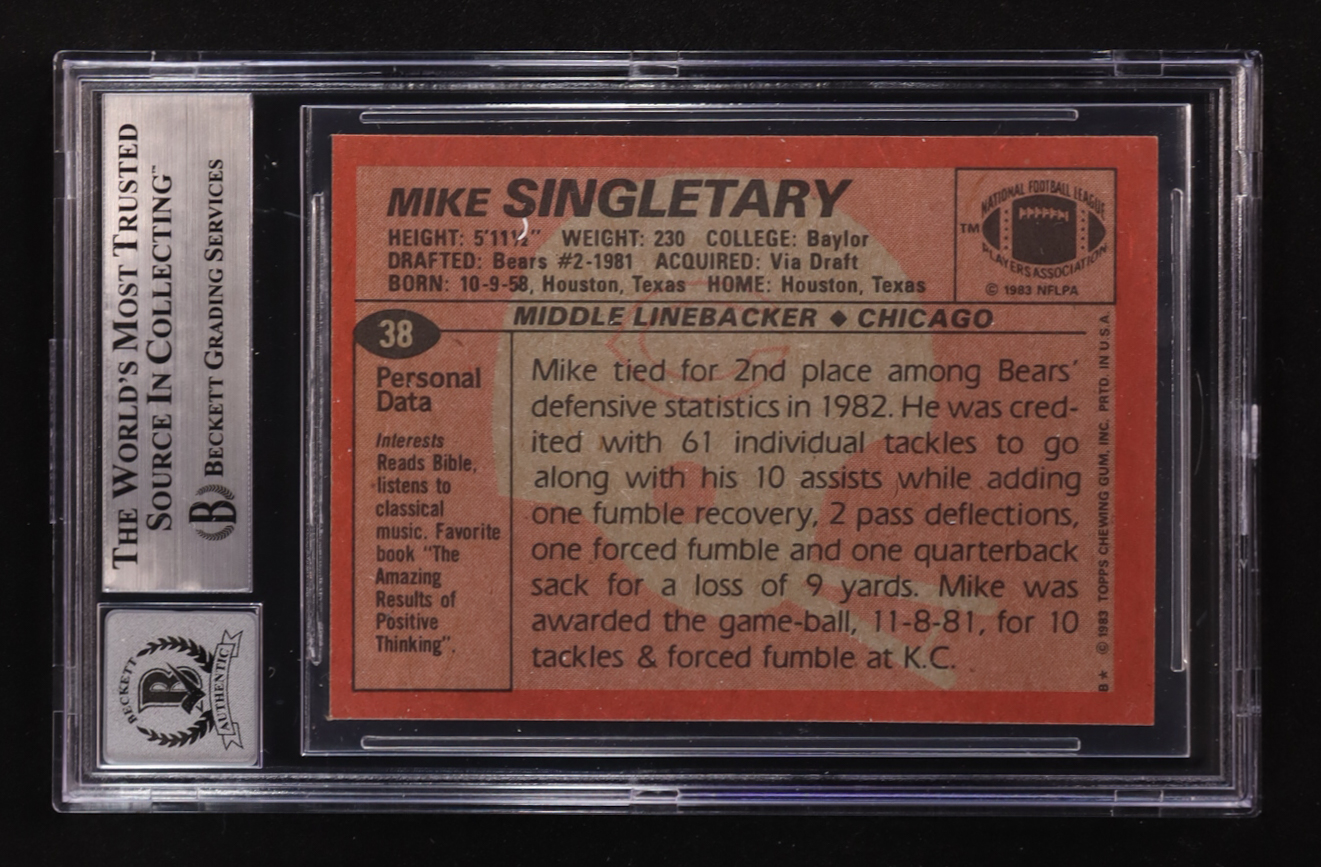 THE WORLD'S MOST TRUSTED
SOURCE IN COLLECTING™
B BECKETT GRADING SERVICES
BECKETT
B
AUTHENTIC
MIKE SINGLETARY
HEIGHT: 5'11½" WEIGHT: 230 COLLEGE: Baylor
DRAFTED: Bears #2-1981 ACQUIRED: Via Draft
BORN: 10-9-58, Houston, Texas HOME: Houston, Texas
NATIONAL FOOTBALL LEAGUE
TM
PLAYERS ASSOCIATION
© 1983 NFLPA
38
MIDDLE LINEBACKER ◆ CHICAGO
Personal
Data
Interests
Reads Bible,
listens to
classical
music. Favorite
book "The
Amazing
Results of
Positive
Thinking".
Mike tied for 2nd place among Bears'
defensive statistics in 1982. He was cred-
ited with 61 individual tackles to go
along with his 10 assists while adding
one fumble recovery, 2 pass deflections,
one forced fumble and one quarterback
sack for a loss of 9 yards. Mike was
awarded the game-ball, 11-8-81, for 10
tackles & forced fumble at K.C.
B* © 1983 TOPPS CHEWING GUM, INC. PRTD. IN U.S.A.